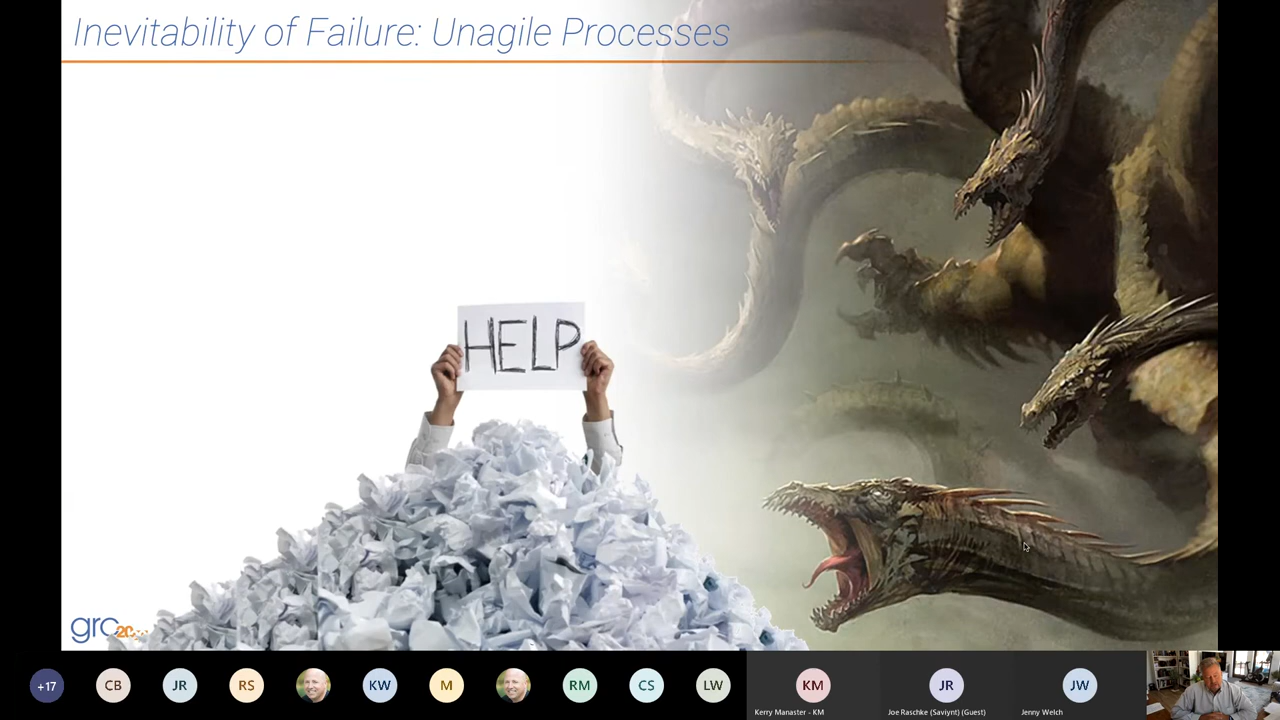 Inevitability of Failure: Unagile Processes
HELP
grc
20
+17
CB
JR
RS
KW
M
RM
CS
LW
KM
JR
JW
Kerry Manaster - KM
Joe Raschke (Saviynt) (Guest)
Jenny Welch